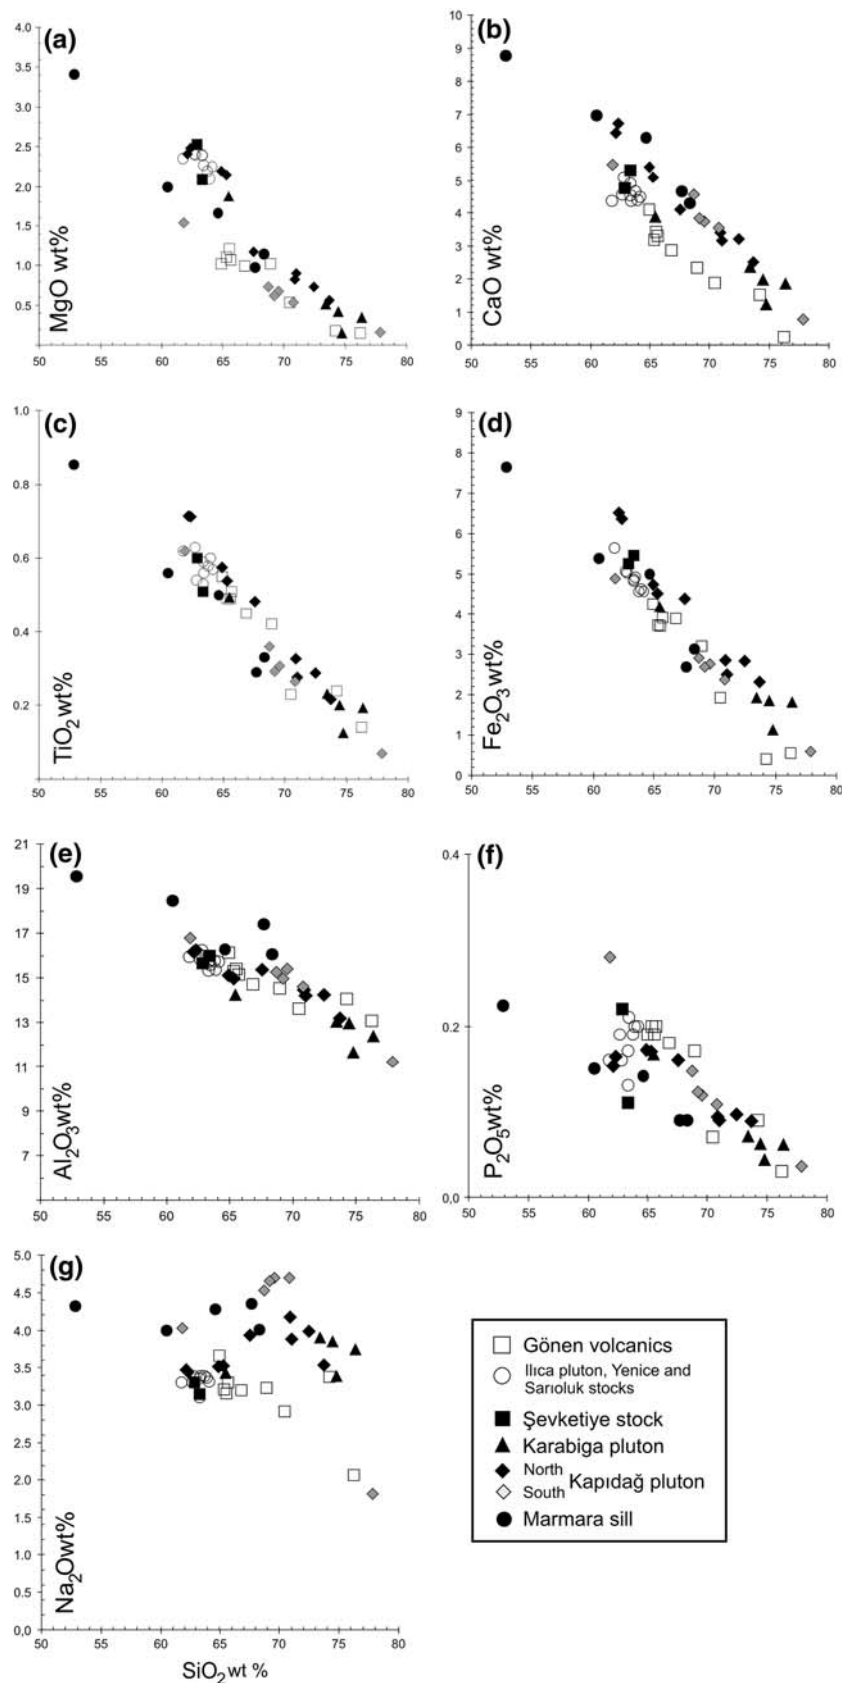 (a)
4.0
3.5
3.0
2.5
2.0
1.5
1.0
0.5
MgO wt%
50 55 60 65 70 75 80
(b)
10
9
8
7
6
5
4
3
2
1
0
CaO wt%
50 55 60 65 70 75 80
(c)
1.0
0.8
0.6
0.4
0.2
TiO2 wt%
50 55 60 65 70 75 80
(d)
9
8
7
6
5
4
3
2
1
0
Fe2O3 wt%
50 55 60 65 70 75 80
(e)
21
19
17
15
13
11
9
7
5
Al2O3wt%
50 55 60 65 70 75 80
(f)
0.4
0.2
0,0
P2O5wt%
50 55 60 65 70 75 80
(g)
5.0
4.5
4.0
3.5
3.0
2.5
2.0
1.5
1.0
0.5
0,0
Na2Owt%
50 55 60 65 70 75 80
SiO2wt %
Gönen volcanics
Ilıca pluton, Yenice and
Sarıoluk stocks
Şevketiye stock
Karabiga pluton
North
South Kapıdağ pluton
Marmara sill